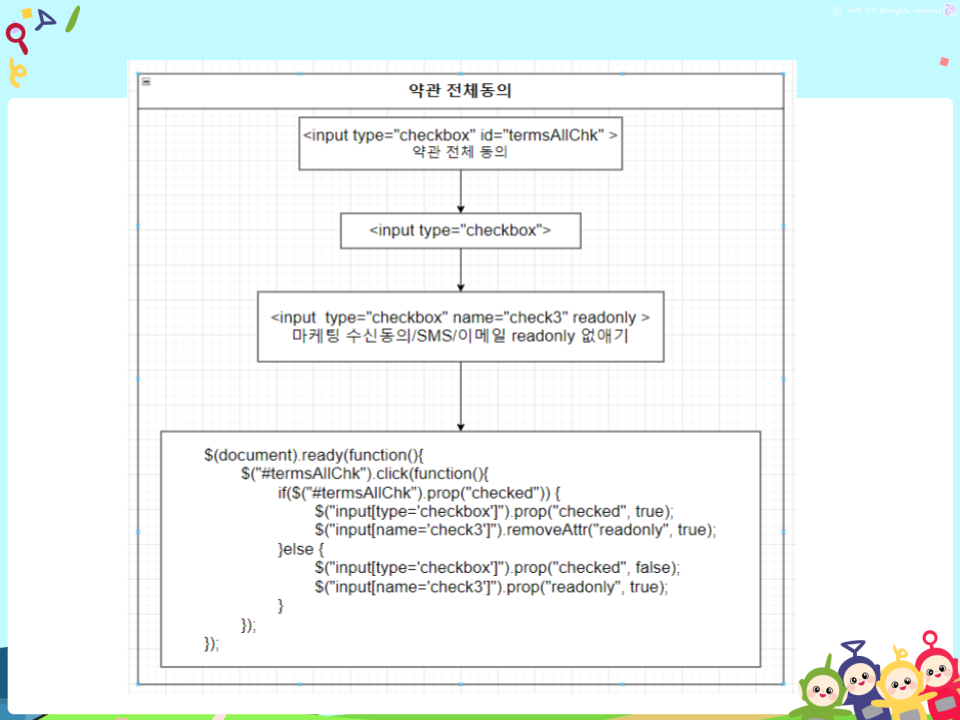 All rights reserved.
약관 전체동의
<input type="checkbox" id="termsAllChk" >
약관 전체 동의
<input type="checkbox">
<input  type="checkbox" name="check3" readonly >
마케팅 수신동의/SMS/이메일 readonly 없애기
$(document).ready(function(){
$("#termsAllChk").click(function(){
if($("#termsAllChk").prop("checked")) {
$("input[type='checkbox']").prop("checked", true);
$("input[name='check3']").removeAttr("readonly", true);
}else {
$("input[type='checkbox']").prop("checked", false);
$("input[name='check3']").prop("readonly", true);
}
});
});